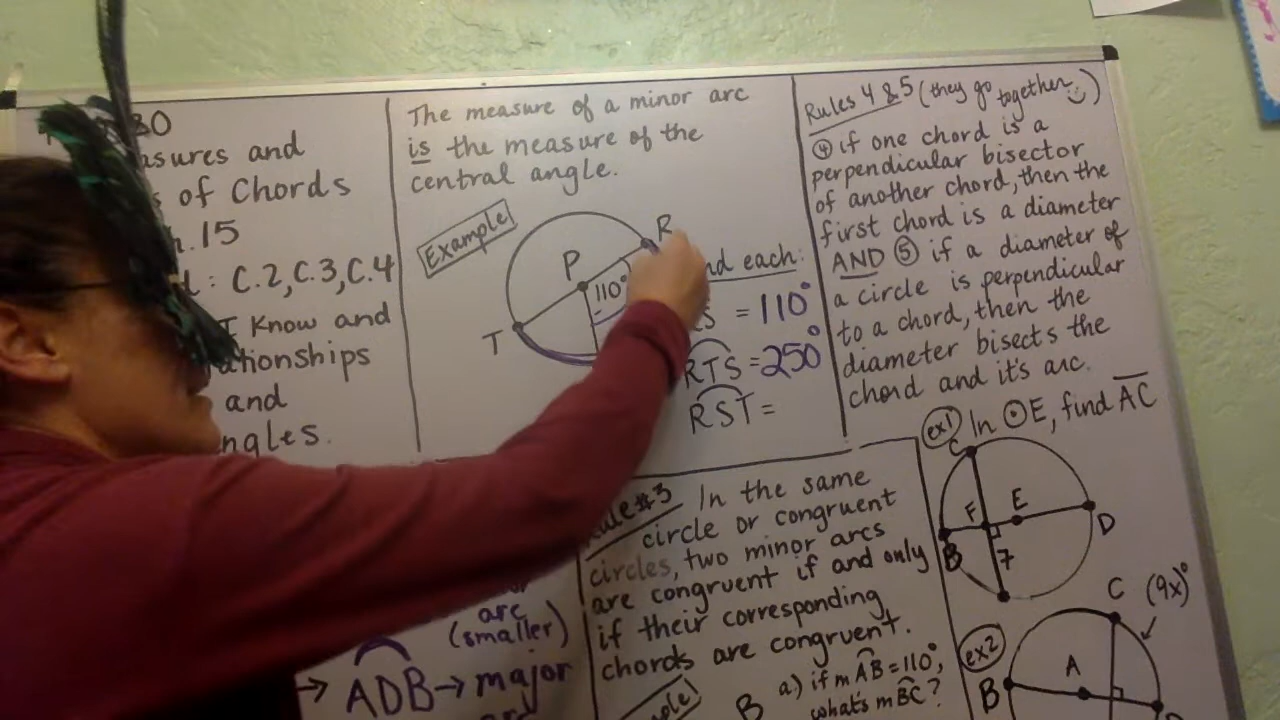 30
asures and
s of Chords
h.15
: C.2, C.3, C.4
I Know and
ationships
and
ngles.
The measure of a minor arc
is the measure of the
central angle.
Example
R
P
110°
T
nd each:
S = 110°
RTS = 250°
RST =
arc
(smaller)
→ ADB → major
Rule #3 In the same
circle or congruent
circles, two minor arcs
are congruent if and only
if their corresponding
chords are congruent.
a.) if mAB = 110°,
what's mBC?
B
Rules 4 & 5 (they go together)
④ if one chord is a
perpendicular bisector
of another chord, then the
first chord is a diameter
AND ⑤ if a diameter of
a circle is perpendicular
to a chord, then the
diameter bisects the
chord and it's arc.
ex1 In ⊙E, find AC
C
F
E
B
D
7
ex2
C
(9x)°
A
B